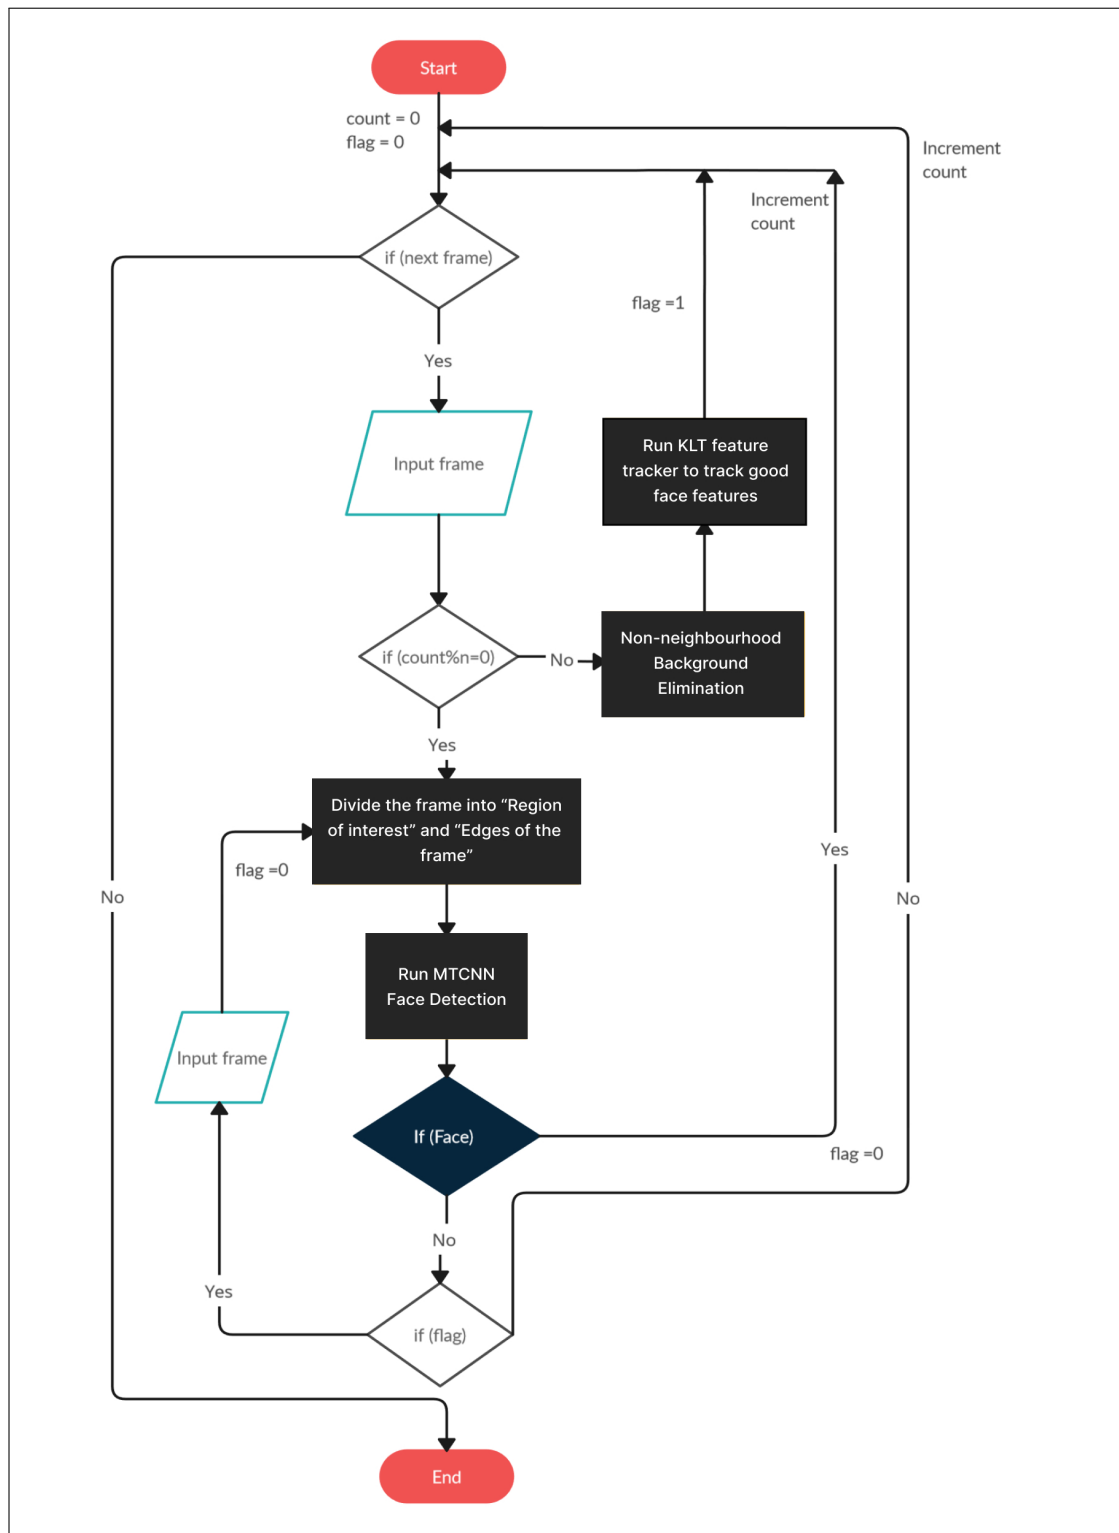 Start
count = 0
flag = 0
Increment
count
Increment
count
if (next frame)
flag =1
Yes
Input frame
Run KLT feature
tracker to track good
face features
if (count%n=0)
No
Non-neighbourhood
Background
Elimination
Yes
Divide the frame into “Region
of interest” and “Edges of the
frame”
flag =0
Yes
No
No
Run MTCNN
Face Detection
Input frame
If (Face)
flag =0
No
Yes
if (flag)
End